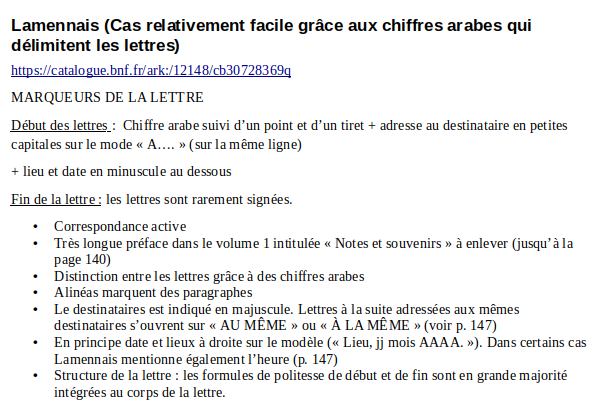 Lamennais (Cas relativement facile grâce aux chiffres arabes qui
délimitent les lettres)
https://catalogue.bnf.fr/ark:/12148/cb30728369q
MARQUEURS DE LA LETTRE
Début des lettres :  Chiffre arabe suivi d’un point et d’un tiret + adresse au destinataire en petites
capitales sur le mode « A…. » (sur la même ligne)
+ lieu et date en minuscule au dessous
Fin de la lettre : les lettres sont rarement signées.
• Correspondance active
• Très longue préface dans le volume 1 intitulée « Notes et souvenirs » à enlever (jusqu’à la
page 140)
• Distinction entre les lettres grâce à des chiffres arabes
• Alinéas marquent des paragraphes
• Le destinataires est indiqué en majuscule. Lettres à la suite adressées aux mêmes
destinataires s’ouvrent sur « AU MÊME » ou « À LA MÊME » (voir p. 147)
• En principe date et lieux à droite sur le modèle (« Lieu, jj mois AAAA. »). Dans certains cas
Lamennais mentionne également l’heure (p. 147)
• Structure de la lettre : les formules de politesse de début et de fin sont en grande majorité
intégrées au corps de la lettre.